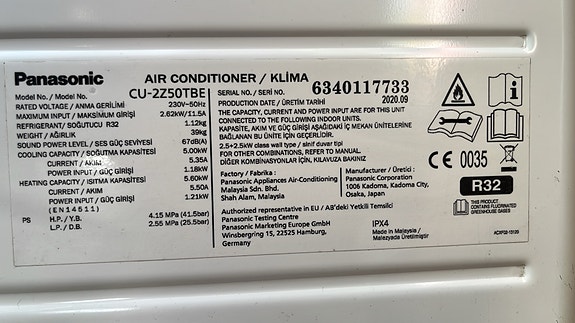 Panasonic
AIR CONDITIONER / KLİMA
Model No. / Model No. CU-2Z50TBE
RATED VOLTAGE / ANMA GERİLİMİ 230V~50Hz
MAXIMUM INPUT / MAKSİMUM GİRİŞİ 2.62kW/11.5A
REFRIGERANT/ SOĞUTUCU R32 1.12kg
WEIGHT / AĞIRLIK 39kg
SOUND POWER LEVEL / SES GÜÇ SEVİYESİ 67dB(A)
COOLING CAPACITY / SOĞUTMA KAPASİTESİ 5.00kW
CURRENT / AKIM 5.35A
POWER INPUT / GÜÇ GİRİŞİ 1.18kW
HEATING CAPACITY / ISITMA KAPASİTESİ 5.60kW
CURRENT / AKIM 5.50A
POWER INPUT / GÜÇ GİRİŞİ 1.21kW
(EN14511)
PS H.P. / Y.B. 4.15 MPa (41.5bar)
L.P. / D.B. 2.55 MPa (25.5bar)
SERIAL NO. / SERİ NO. 6340117733
PRODUCTION DATE / ÜRETİM TARİHİ 2020.09
THE CAPACITY, CURRENT AND POWER INPUT ARE FOR THIS UNIT
CONNECTED TO THE FOLLOWING INDOOR UNITS.
KAPASİTE, AKIM VE GÜÇ GİRİŞİ AŞAĞIDAKİ İÇ MEKAN ÜNİTELERİNE
BAĞLANAN BU ÜNİTE İÇİN BELİRTİLMİŞTİR.
2.5+2.5kW class wall type / sınıf duvar tipi
FOR OTHER COMBINATIONS, REFER TO CATALOGUE
DİĞER KOMBİNASYONLAR İÇİN, KILAVUZA BAKINIZ
Factory / Fabrika :
Panasonic Appliances Air-Conditioning
Malaysia Sdn. Bhd.
Shah Alam, Malaysia
Manufacturer / Üretici :
Panasonic Corporation
1006 Kadoma, Kadoma City,
Osaka, Japan
Authorized representative in EU / AB'deki Yetkili Temsilci
Panasonic Testing Centre
Panasonic Marketing Europe GmbH
Winsbergring 15, 22525 Hamburg,
Germany
IPX4
Made in Malaysia /
Malezyada Üretilmiştir
CE 0035
R32
THIS PRODUCT
CONTAINS FLUORINATED
GREENHOUSE GASES